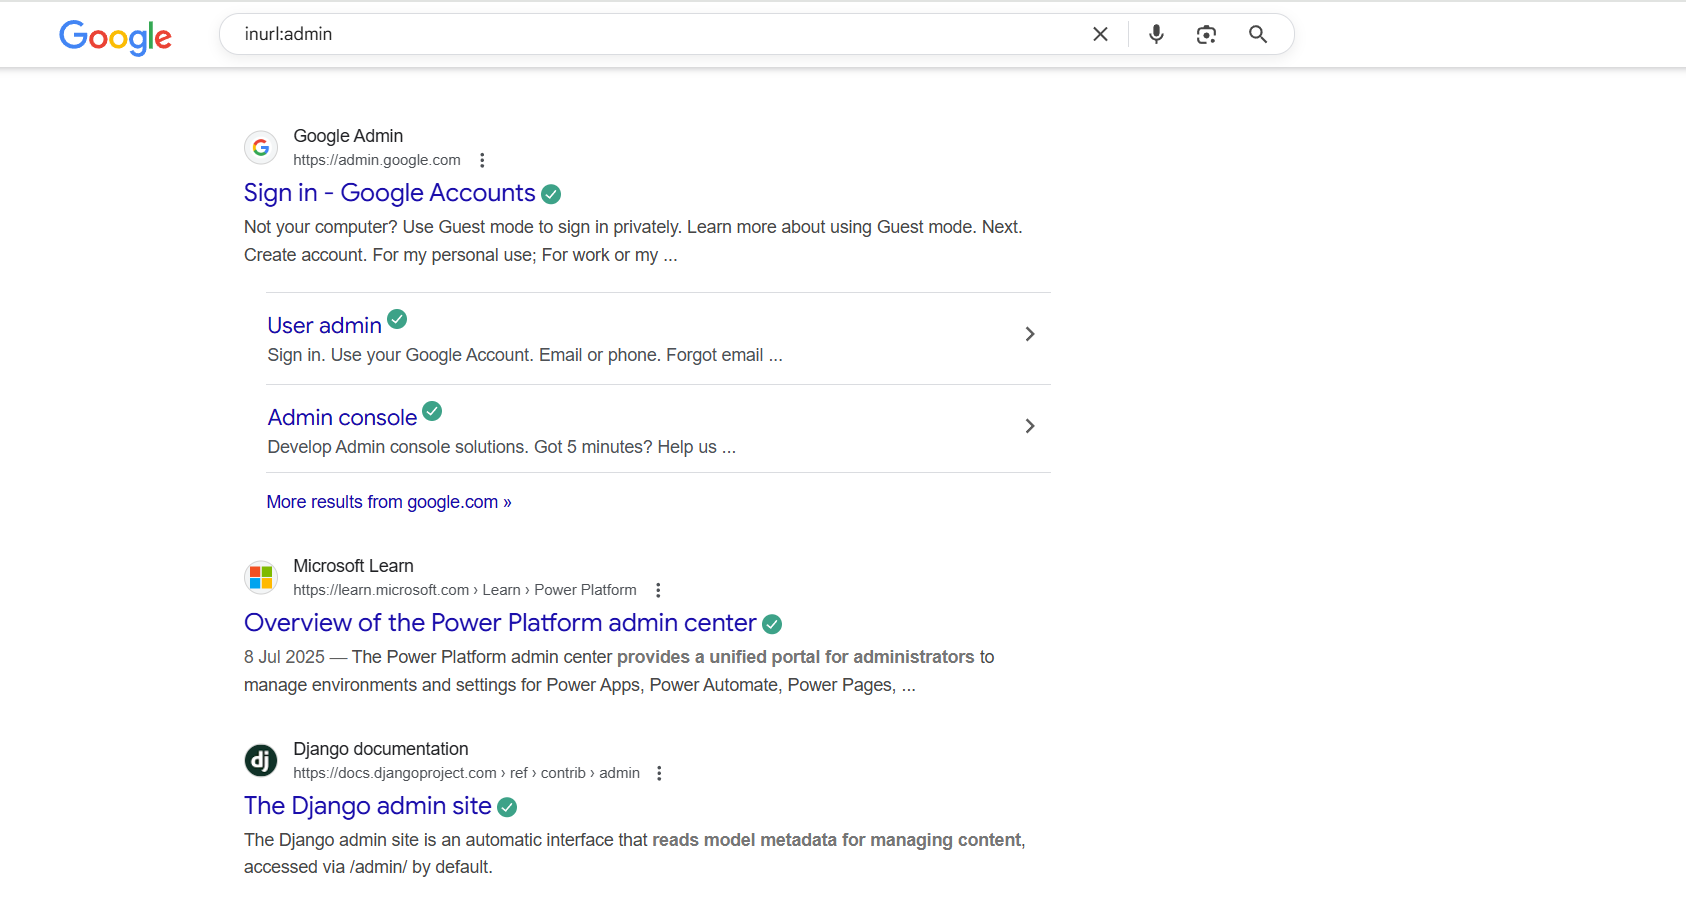 Google
inurl:admin
Google Admin
https://admin.google.com
Sign in - Google Accounts
Not your computer? Use Guest mode to sign in privately. Learn more about using Guest mode. Next.
Create account. For my personal use; For work or my ...
User admin
Sign in. Use your Google Account. Email or phone. Forgot email ...
Admin console
Develop Admin console solutions. Got 5 minutes? Help us ...
More results from google.com »
Microsoft Learn
https://learn.microsoft.com › Learn › Power Platform
Overview of the Power Platform admin center
8 Jul 2025 — The Power Platform admin center provides a unified portal for administrators to
manage environments and settings for Power Apps, Power Automate, Power Pages, ...
dj
Django documentation
https://docs.djangoproject.com › ref › contrib › admin
The Django admin site
The Django admin site is an automatic interface that reads model metadata for managing content,
accessed via /admin/ by default.